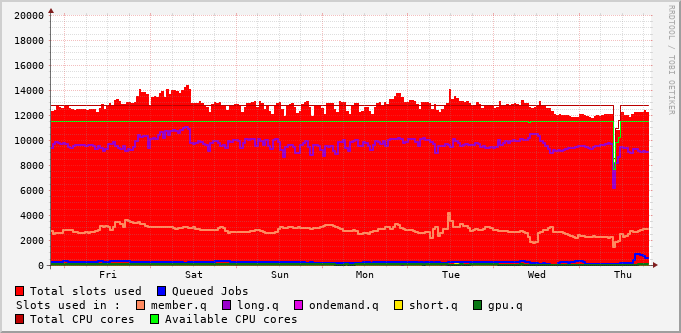 20000
18000
16000
14000
12000
10000
8000
6000
4000
2000
0
Fri Sat Sun Mon Tue Wed Thu
RRDTOOL / TOBI OETIKER
Total slots used Queued Jobs
Slots used in : member.q long.q ondemand.q short.q gpu.q
Total CPU cores Available CPU cores